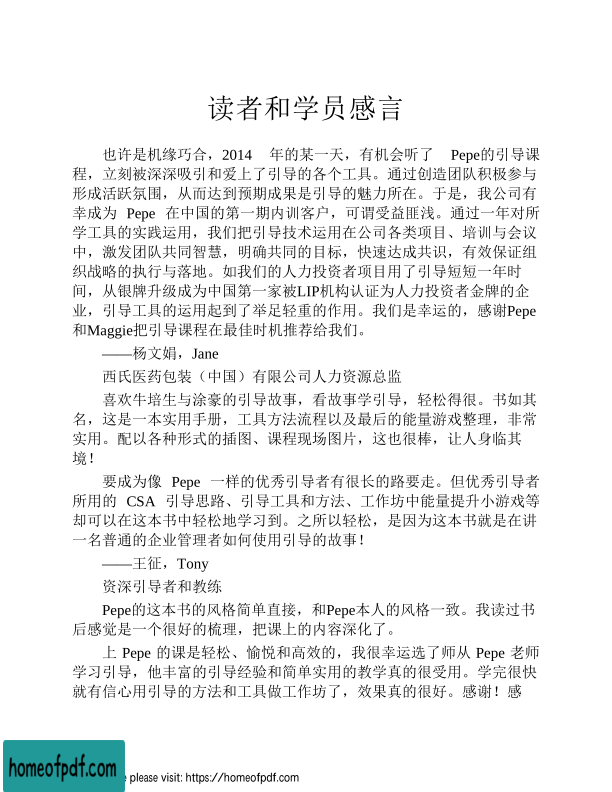 读者和学员感言
也许是机缘巧合，2014 年的某一天，有机会听了 Pepe的引导课
程，立刻被深深吸引和爱上了引导的各个工具。通过创造团队积极参与
形成活跃氛围，从而达到预期成果是引导的魅力所在。于是，我公司有
幸成为 Pepe 在中国的第一期内训客户，可谓受益匪浅。通过一年对所
学工具的实践运用，我们把引导技术运用在公司各类项目、培训与会议
中，激发团队共同智慧，明确共同的目标，快速达成共识，有效保证组
织战略的执行与落地。如我们的人力投资者项目用了引导短短一年时
间，从银牌升级成为中国第一家被LIP机构认证为人力投资者金牌的企
业，引导工具的运用起到了举足轻重的作用。我们是幸运的，感谢Pepe
和Maggie把引导课程在最佳时机推荐给我们。
——杨文娟，Jane
西氏医药包装（中国）有限公司人力资源总监
喜欢牛培生与涂豪的引导故事，看故事学引导，轻松得很。书如其
名，这是一本实用手册，工具方法流程以及最后的能量游戏整理，非常
实用。配以各种形式的插图、课程现场图片，这也很棒，让人身临其
境！
要成为像 Pepe 一样的优秀引导者有很长的路要走。但优秀引导者
所用的 CSA 引导思路、引导工具和方法、工作坊中能量提升小游戏等
却可以在这本书中轻松地学习到。之所以轻松，是因为这本书就是在讲
一名普通的企业管理者如何使用引导的故事！
——王征，Tony
资深引导者和教练
Pepe的这本书的风格简单直接，和Pepe本人的风格一致。我读过书
后感觉是一个很好的梳理，把课上的内容深化了。
上 Pepe 的课是轻松、愉悦和高效的，我很幸运选了师从 Pepe 老师
学习引导，他丰富的引导经验和简单实用的教学真的很受用。学完很快
就有信心用引导的方法和工具做工作坊了，效果真的很好。感谢！感
homeofpdf.com
please visit: https://homeofpdf.com